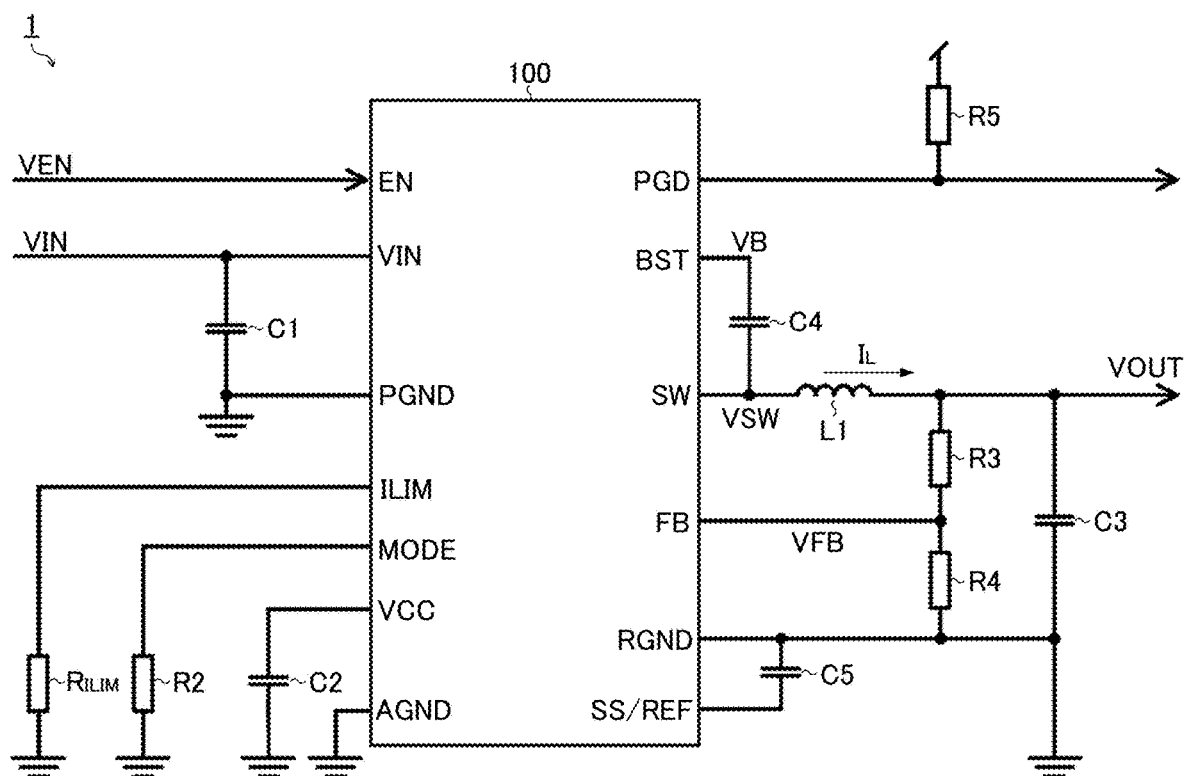 1
100
R5
VEN
EN
PGD
VIN
VIN
BST
VB
C1
C4
IL
VOUT
PGND
SW
VSW
L1
R3
ILIM
FB
VFB
C3
MODE
R4
VCC
RGND
RILIM
R2
C2
AGND
SS/REF
C5